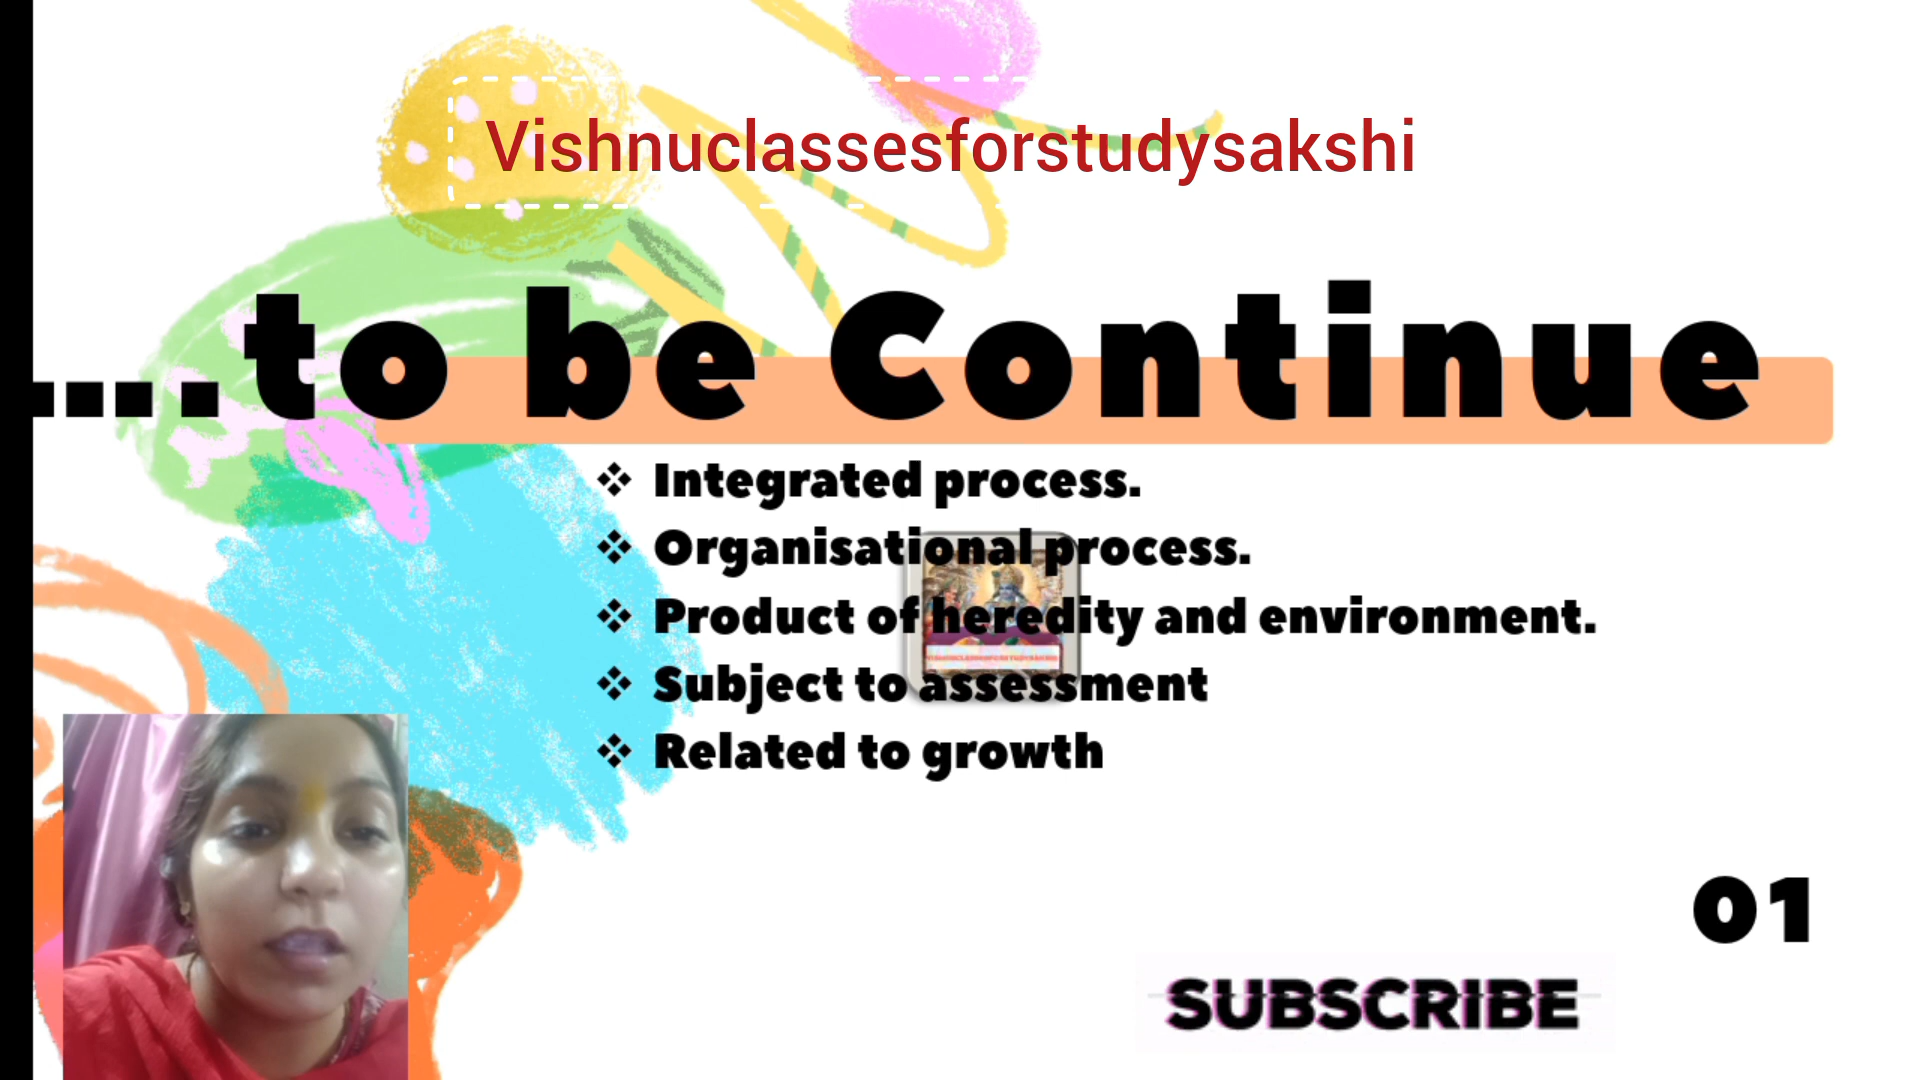 Vishnuclassesforstudysakshi
....to be Continue
❖ Integrated process.
❖ Organisational process.
❖ Product of heredity and environment.
❖ Subject to assessment
❖ Related to growth
01
SUBSCRIBE